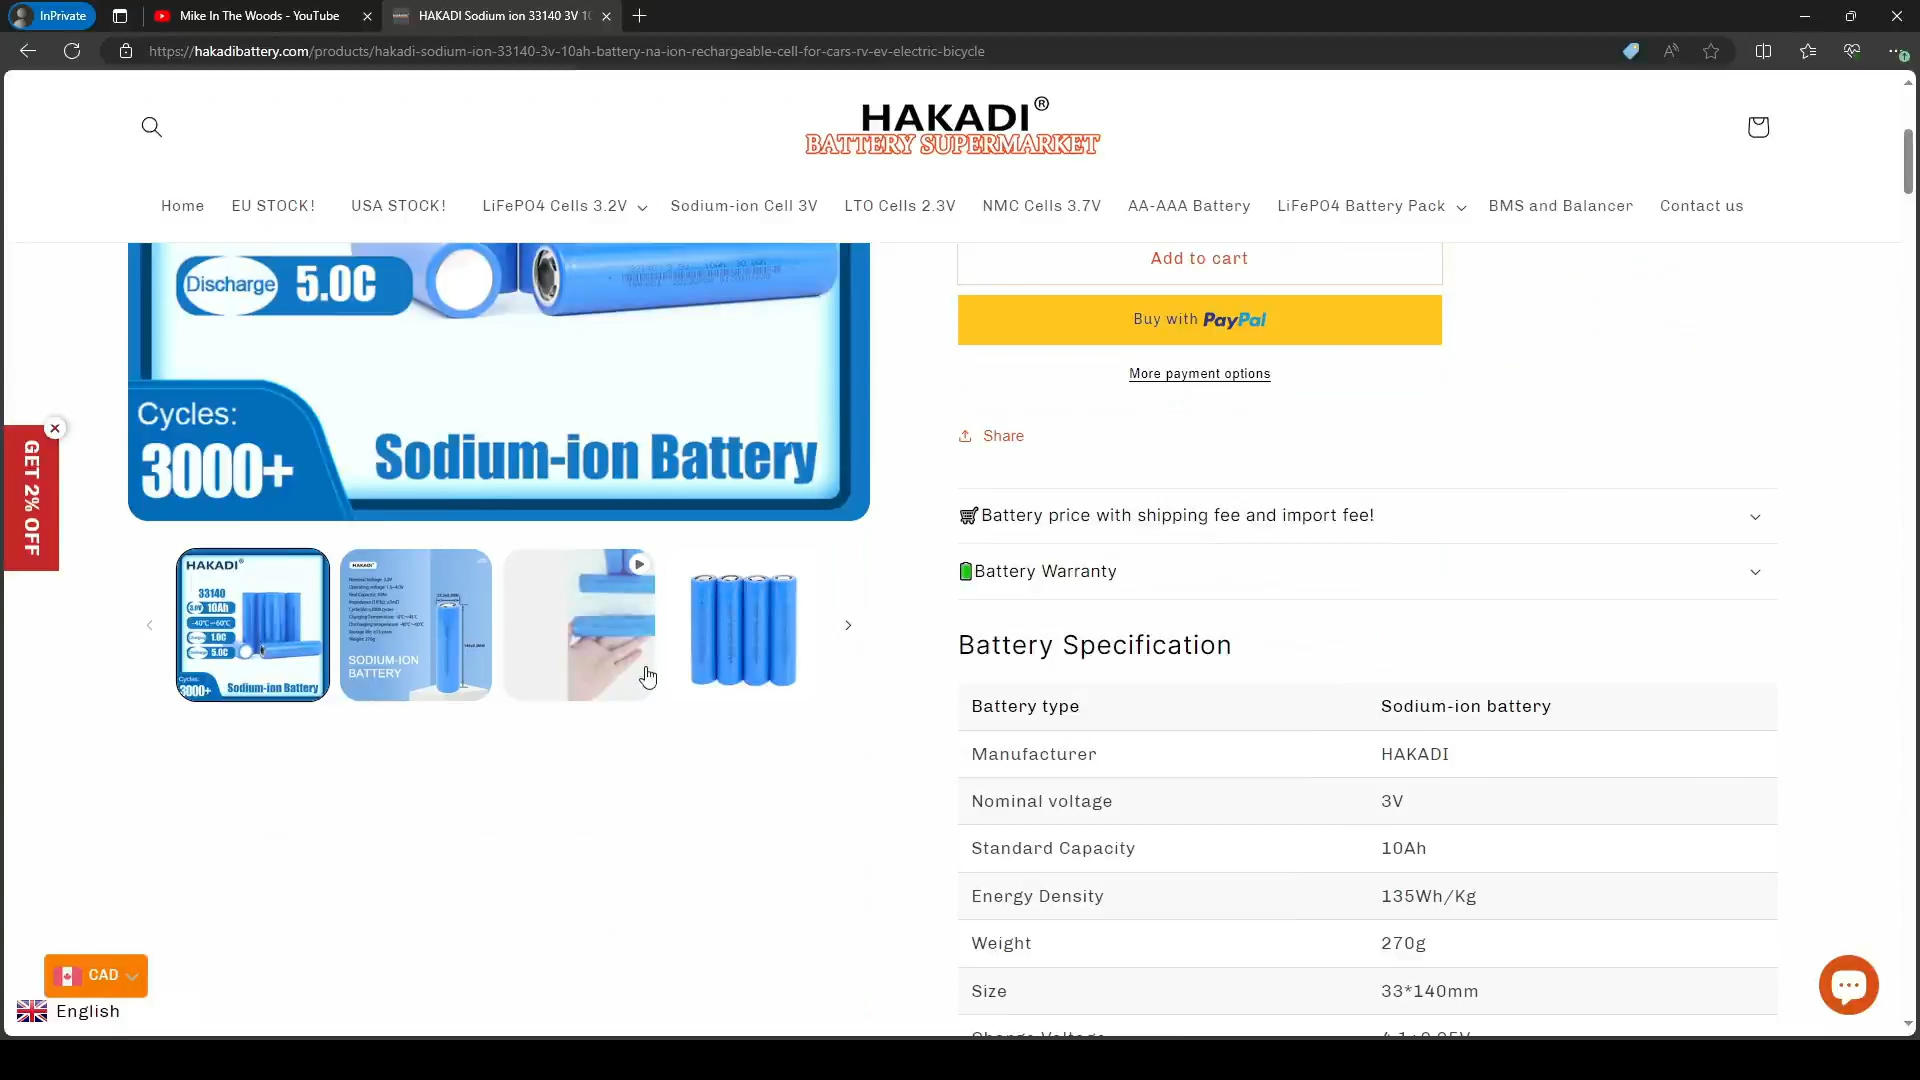 InPrivate
Mike In The Woods - YouTube
HAKADI Sodium ion 33140 3V 10
https://hakadibattery.com/products/hakadi-sodium-ion-33140-3v-10ah-battery-na-ion-rechargeable-cell-for-cars-rv-ev-electric-bicycle
HAKADI®
BATTERY SUPERMARKET
Home EU STOCK! USA STOCK! LiFePO4 Cells 3.2V Sodium-ion Cell 3V LTO Cells 2.3V NMC Cells 3.7V AA-AAA Battery LiFePO4 Battery Pack BMS and Balancer Contact us
Discharge 5.0C
Cycles:
3000+
Sodium-ion Battery
GET 2% OFF
HAKADI®
33140
3.0V 10Ah
-40℃~60℃
1.0C
5.0C
Cycles:
3000+
Sodium-ion Battery
HAKADI
SODIUM-ION
BATTERY
Add to cart
Buy with PayPal
More payment options
Share
Battery price with shipping fee and import fee!
Battery Warranty
Battery Specification
Battery type Sodium-ion battery
Manufacturer HAKADI
Nominal voltage 3V
Standard Capacity 10Ah
Energy Density 135Wh/Kg
Weight 270g
Size 33*140mm
CAD
English